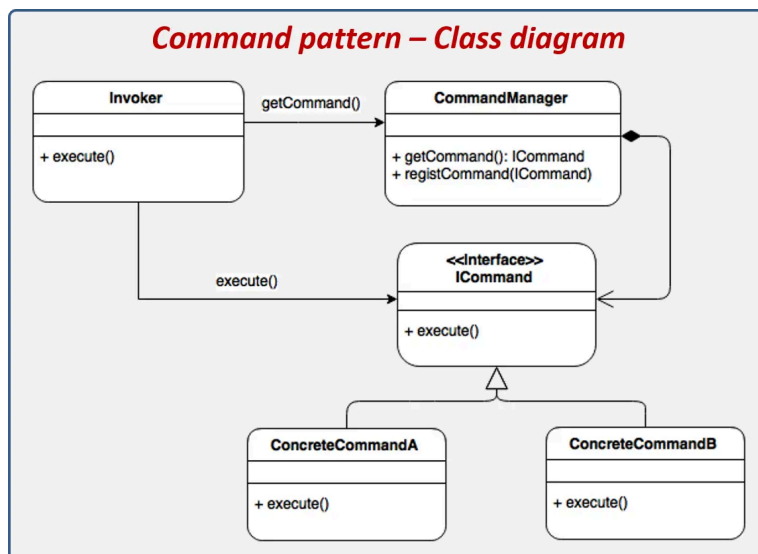 Command pattern – Class diagram
Invoker
+ execute()
getCommand()
CommandManager
+ getCommand(): ICommand
+ registCommand(ICommand)
execute()
<<Interface>>
ICommand
+ execute()
ConcreteCommandA
+ execute()
ConcreteCommandB
+ execute()